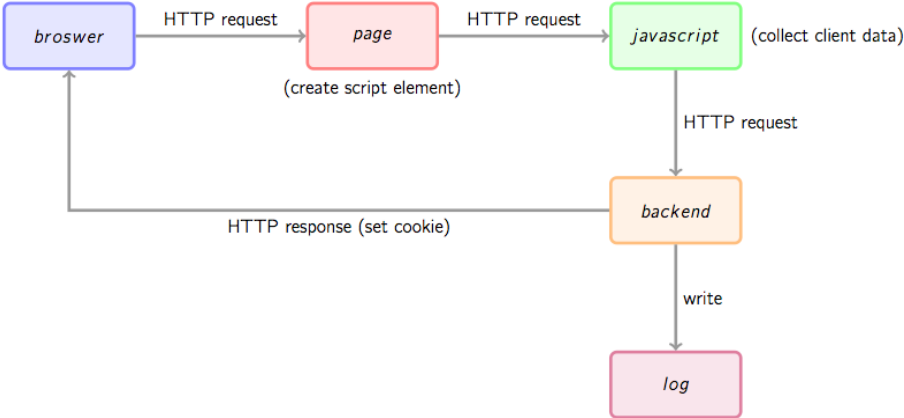 HTTP request
HTTP request
broswer
page
javascript
(collect client data)
(create script element)
HTTP request
backend
HTTP response (set cookie)
write
log